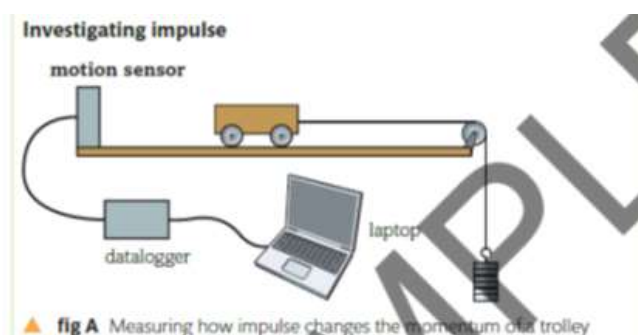 Investigating impulse
motion sensor
laptop
datalogger
fig A Measuring how impulse changes the momentum of a trolley